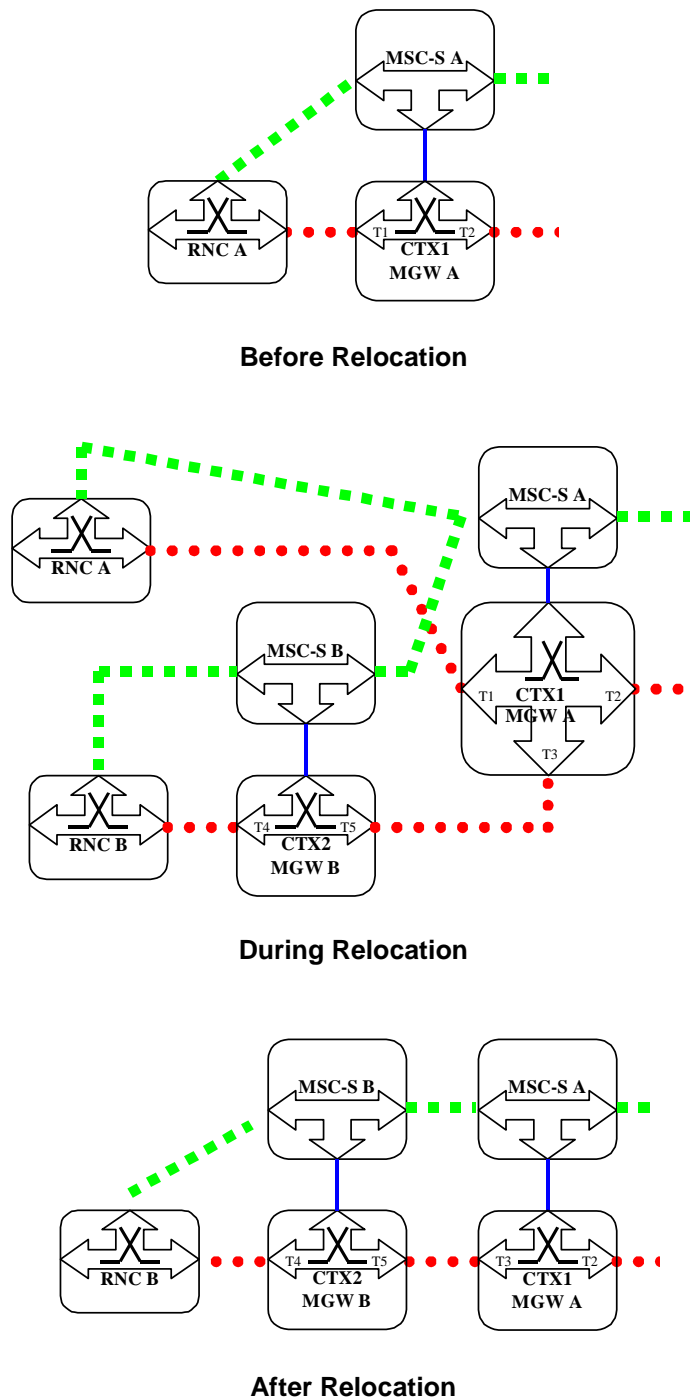 MSC-S A
RNC A
T1
T2
CTX1
MGW A
Before Relocation
MSC-S A
RNC A
MSC-S B
T1
CTX1
T2
MGW A
T3
RNC B
T4
T5
CTX2
MGW B
During Relocation
MSC-S B
MSC-S A
RNC B
T4
T5
CTX2
MGW B
T3
T2
CTX1
MGW A
After Relocation